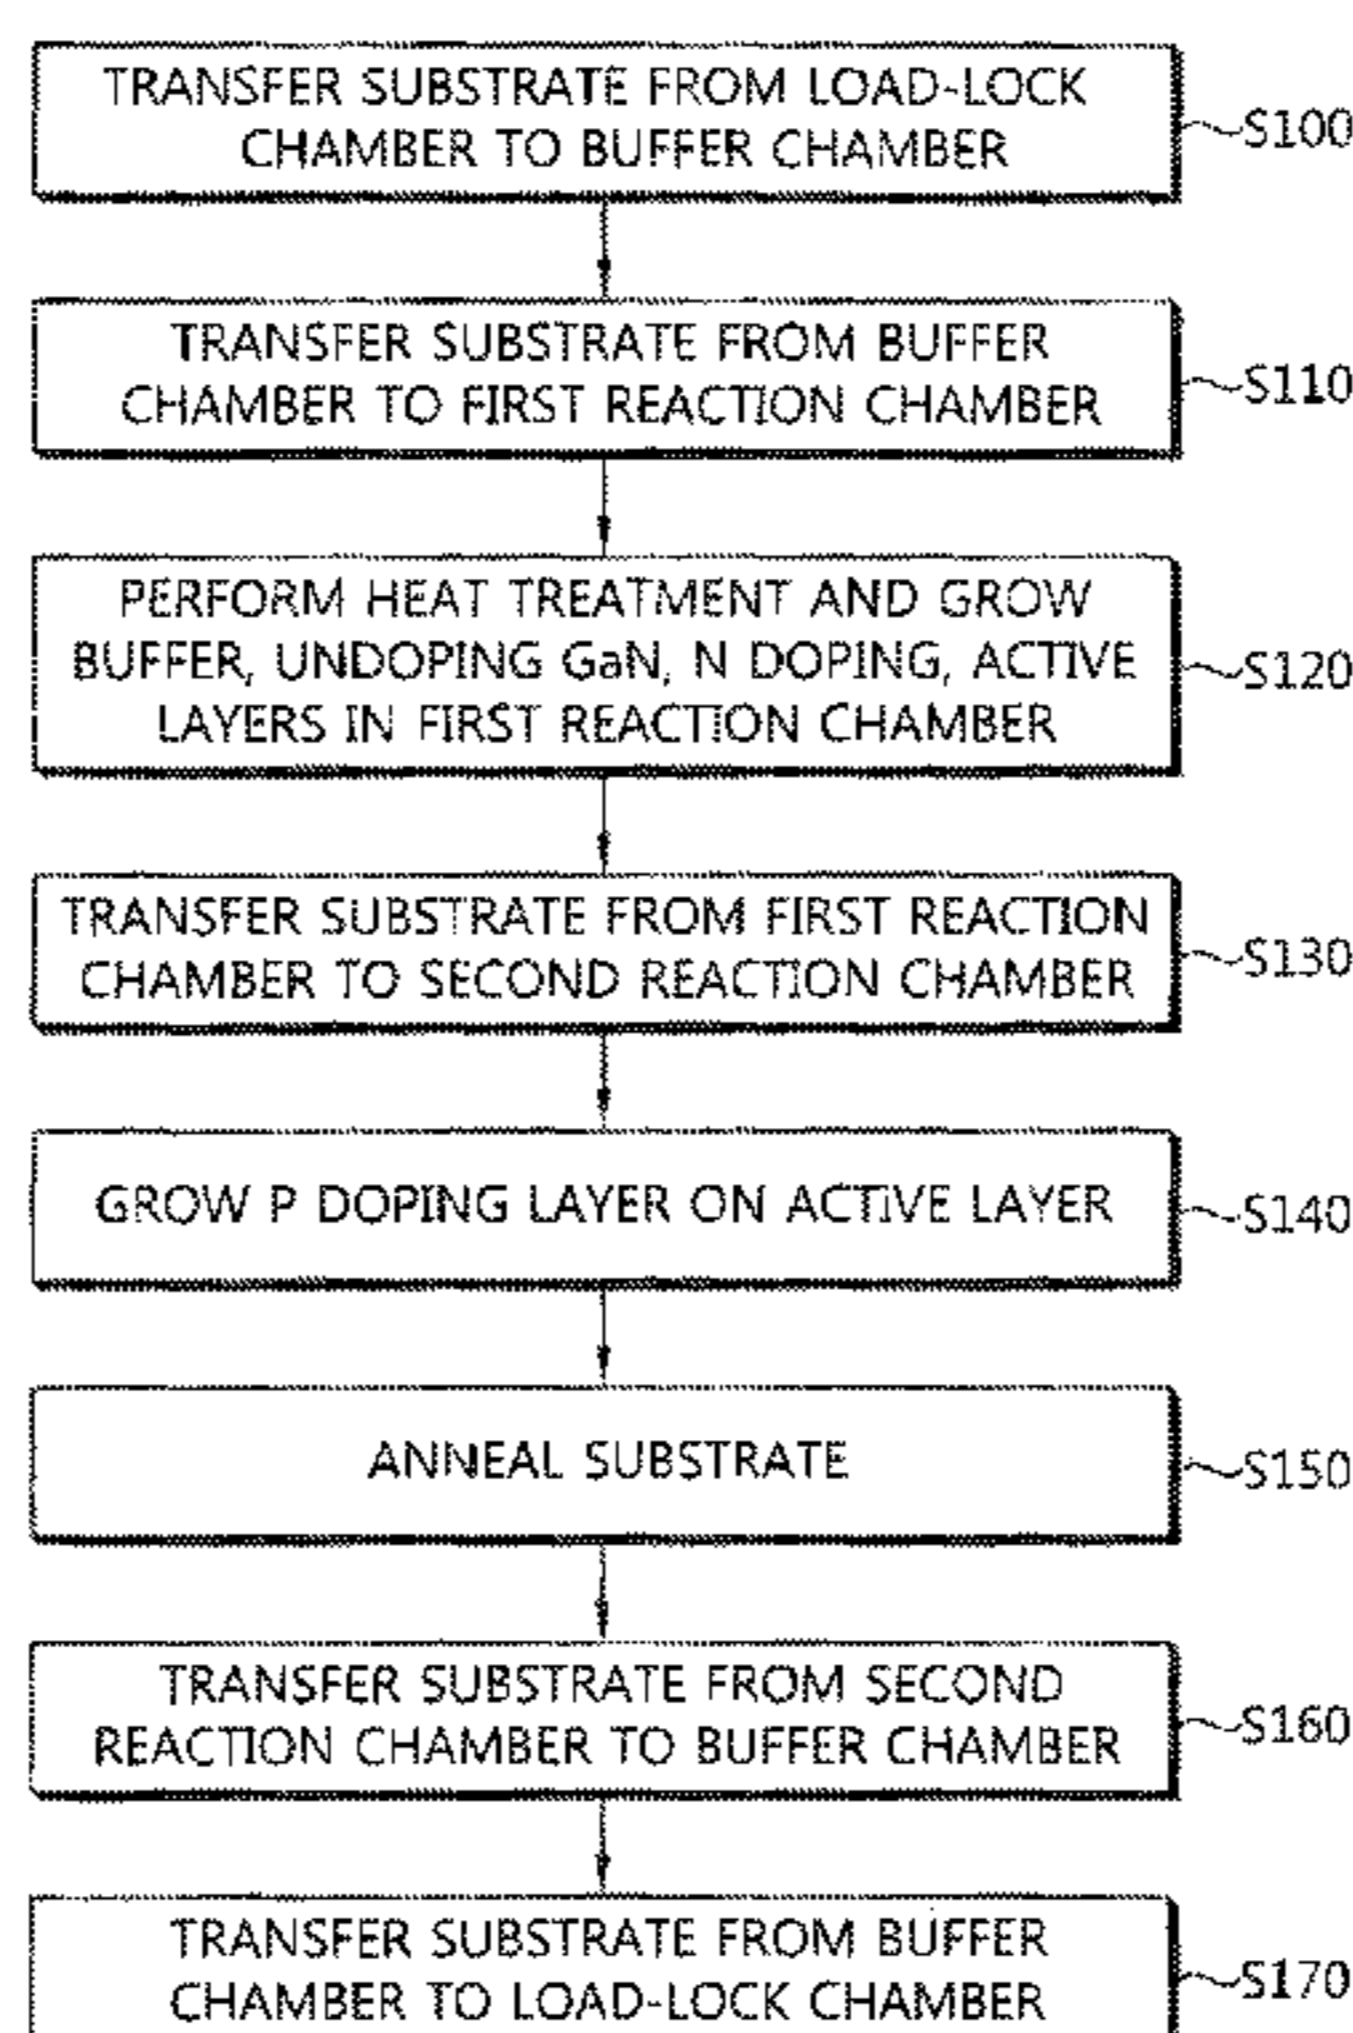 TRANSFER SUBSTRATE FROM LOAD-LOCK
CHAMBER TO BUFFER CHAMBER
S100
TRANSFER SUBSTRATE FROM BUFFER
CHAMBER TO FIRST REACTION CHAMBER
S110
PERFORM HEAT TREATMENT AND GROW
BUFFER, UNDOPING GaN, N DOPING, ACTIVE
LAYERS IN FIRST REACTION CHAMBER
S120
TRANSFER SUBSTRATE FROM FIRST REACTION
CHAMBER TO SECOND REACTION CHAMBER
S130
GROW P DOPING LAYER ON ACTIVE LAYER
S140
ANNEAL SUBSTRATE
S150
TRANSFER SUBSTRATE FROM SECOND
REACTION CHAMBER TO BUFFER CHAMBER
S160
TRANSFER SUBSTRATE FROM BUFFER
CHAMBER TO LOAD-LOCK CHAMBER
S170